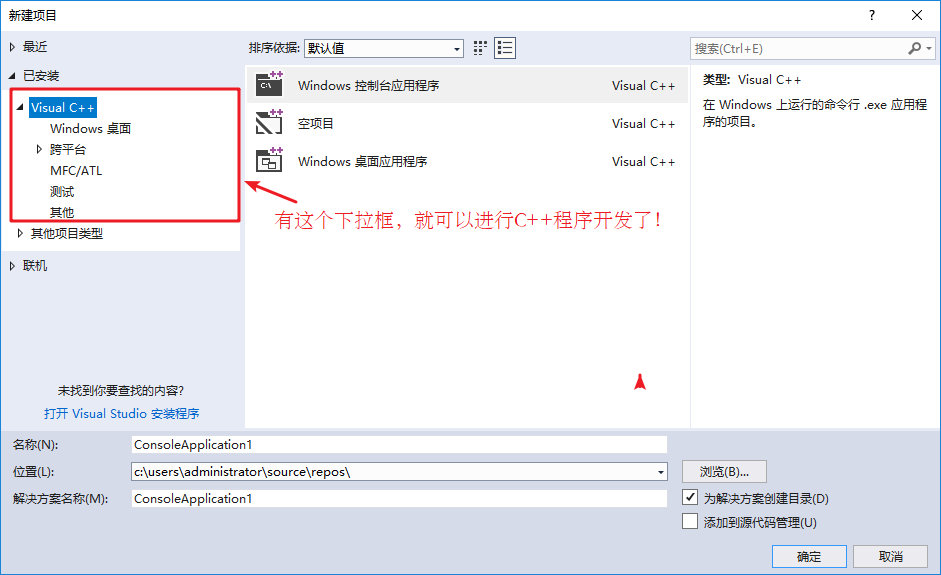 新建项目
?
最近
排序依据: 默认值
搜索(Ctrl+E)
已安装
Visual C++
Windows 桌面
跨平台
MFC/ATL
测试
其他
其他项目类型
联机
未找到你要查找的内容?
打开 Visual Studio 安装程序
Windows 控制台应用程序 Visual C++
空项目 Visual C++
Windows 桌面应用程序 Visual C++
有这个下拉框，就可以进行C++程序开发了！
类型: Visual C++
在 Windows 上运行的命令行 .exe 应用程
序的项目。
名称(N): ConsoleApplication1
位置(L): c:\users\administrator\source\repos\
浏览(B)...
解决方案名称(M): ConsoleApplication1
为解决方案创建目录(D)
添加到源代码管理(U)
确定
取消